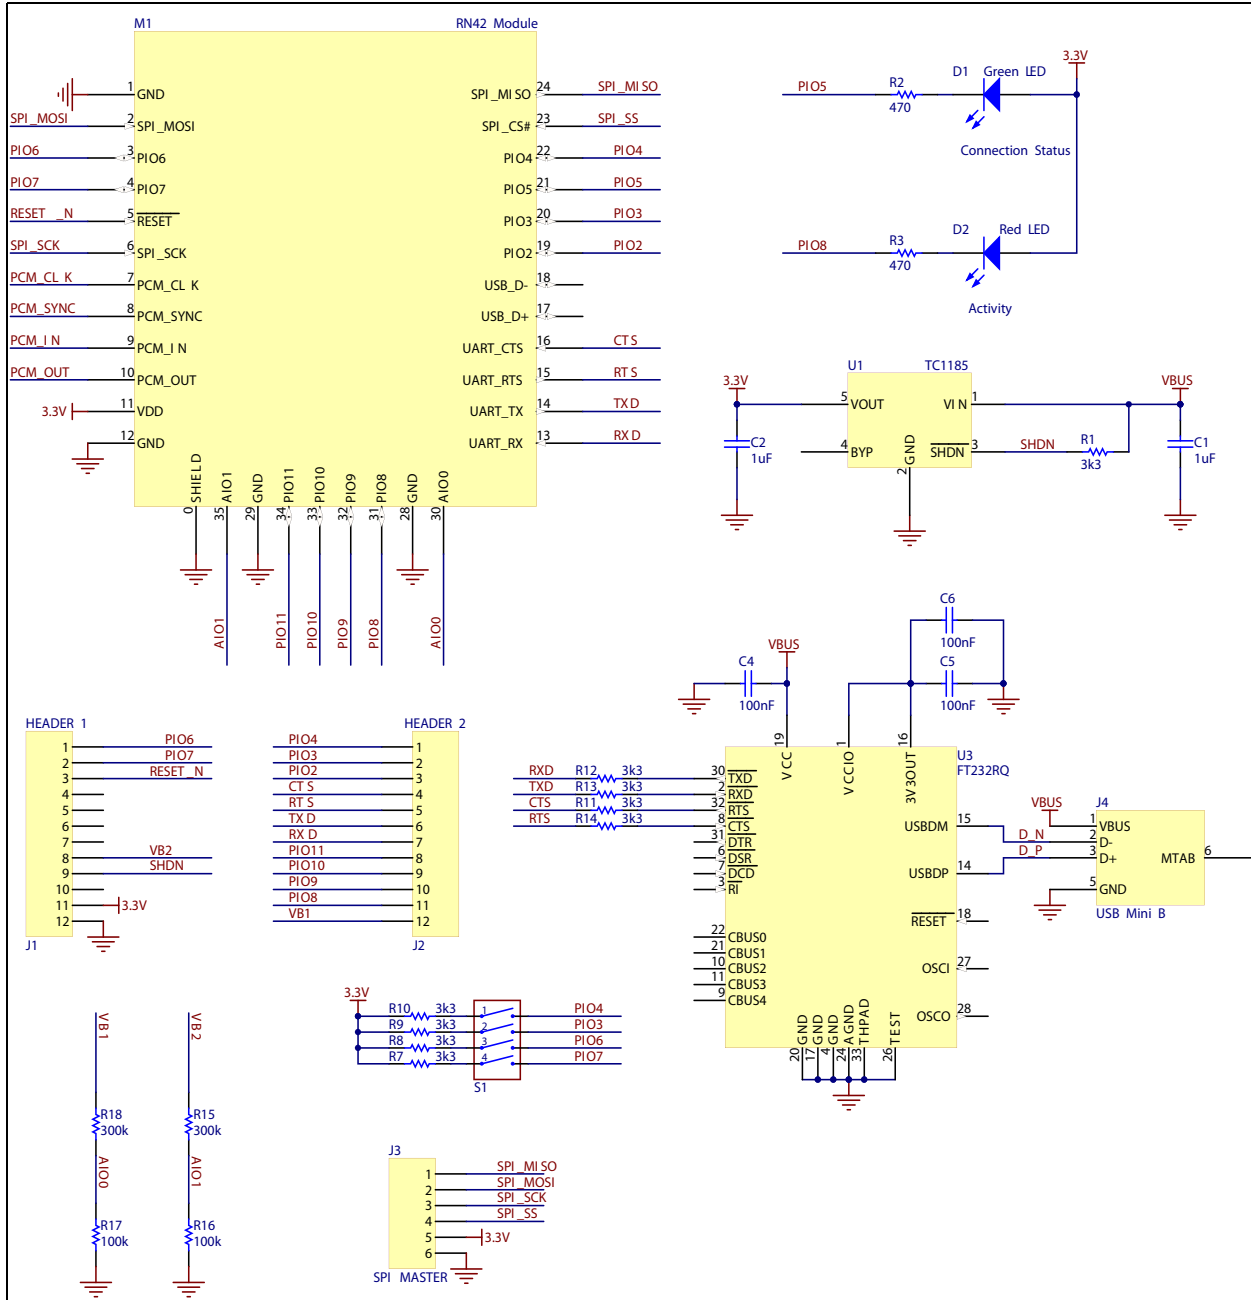 M1 RN42 Module
1 GND
SPI_MOSI 2 SPI_MOSI
PIO6 3 PIO6
PIO7 4 PIO7
RESET _N 5 RESET
SPI_SCK 6 SPI_SCK
PCM_CL K 7 PCM_CL K
PCM_SYNC 8 PCM_SYNC
PCM_I N 9 PCM_I N
PCM_OUT 10 PCM_OUT
3.3V 11 VDD
12 GND
SPI_MISO 24 SPI_MISO
SPI_CS# 23 SPI_SS
PIO4 22 PIO4
PIO5 21 PIO5
PIO3 20 PIO3
PIO2 19 PIO2
USB_D- 18
USB_D+ 17
UART_CTS 16 CTS
UART_RTS 15 RTS
UART_TX 14 TXD
UART_RX 13 RXD
0 SHIELD
35 AIO1 AIO1
29 GND
34 PIO11 PIO11
33 PIO10 PIO10
32 PIO9 PIO9
31 PIO8 PIO8
28 GND
30 AIO0 AIO0
3.3V
PIO5 R2 470 D1 Green LED
Connection Status
PIO8 R3 470 D2 Red LED
Activity
U1 TC1185
3.3V 5 VOUT VIN 1 VBUS
4 BYP GND 2 SHDN 3 SHDN R1 3k3
C2 1uF
C1 1uF
HEADER 1
1 PIO6
2 PIO7
3 RESET_N
4
5
6
7
8 VB2
9 SHDN
10
11 3.3V
12
J1
HEADER 2
PIO4 1
PIO3 2
PIO2 3
CTS 4
RTS 5
TXD 6
RXD 7
PIO11 8
PIO10 9
PIO9 10
PIO8 11
VB1 12
J2
C6 100nF
C5 100nF
VBUS
C4 100nF
19 VCC
1 VCCIO
16 3V3OUT
U3
FT232RQ
RXD R12 3k3 30 TXD
TXD R13 3k3 2 RXD
CTS R11 3k3 32 RTS
RTS R14 3k3 8 CTS
31 DTR
6 DSR
7 DCD
3 RI
22 CBUS0
21 CBUS1
10 CBUS2
11 CBUS3
9 CBUS4
USBDM 15 D_N
USBDP 14 D_P
RESET 18
OSCI 27
OSCO 28
20 GND
17 GND
4 GND
24 AGND
33 THPAD
26 TEST
J4
VBUS 1 VBUS
2 D-
3 D+
5 GND
MTAB 6
USB Mini B
3.3V
R10 3k3 1 PIO4
R9 3k3 2 PIO3
R8 3k3 3 PIO6
R7 3k3 4 PIO7
S1
VB1
R18 300k
AIO0
R17 100k
VB2
R15 300k
AIO1
R16 100k
J3
1 SPI_MISO
2 SPI_MOSI
3 SPI_SCK
4 SPI_SS
5 3.3V
6
SPI MASTER